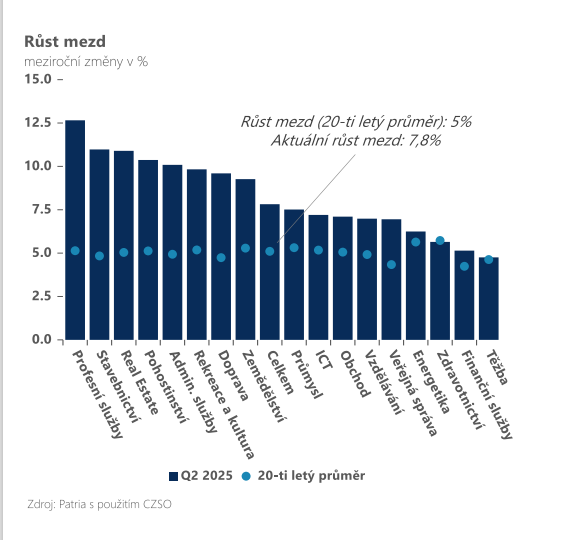 Růst mezd
meziroční změny v %
15.0
12.5
10.0
7.5
5.0
2.5
0.0
Růst mezd (20-ti letý průměr): 5%
Aktuální růst mezd: 7,8%
Profesní služby
Stavebnictví
Real Estate
Pohostinství
Admin. služby
Rekreace a kultura
Doprava
Zemědělství
Celkem
Průmysl
ICT
Obchod
Vzdělávání
Veřejná správa
Energetika
Zdravotnictví
Finanční služby
Těžba
Q2 2025 20-ti letý průměr
Zdroj: Patria s použitím CZSO